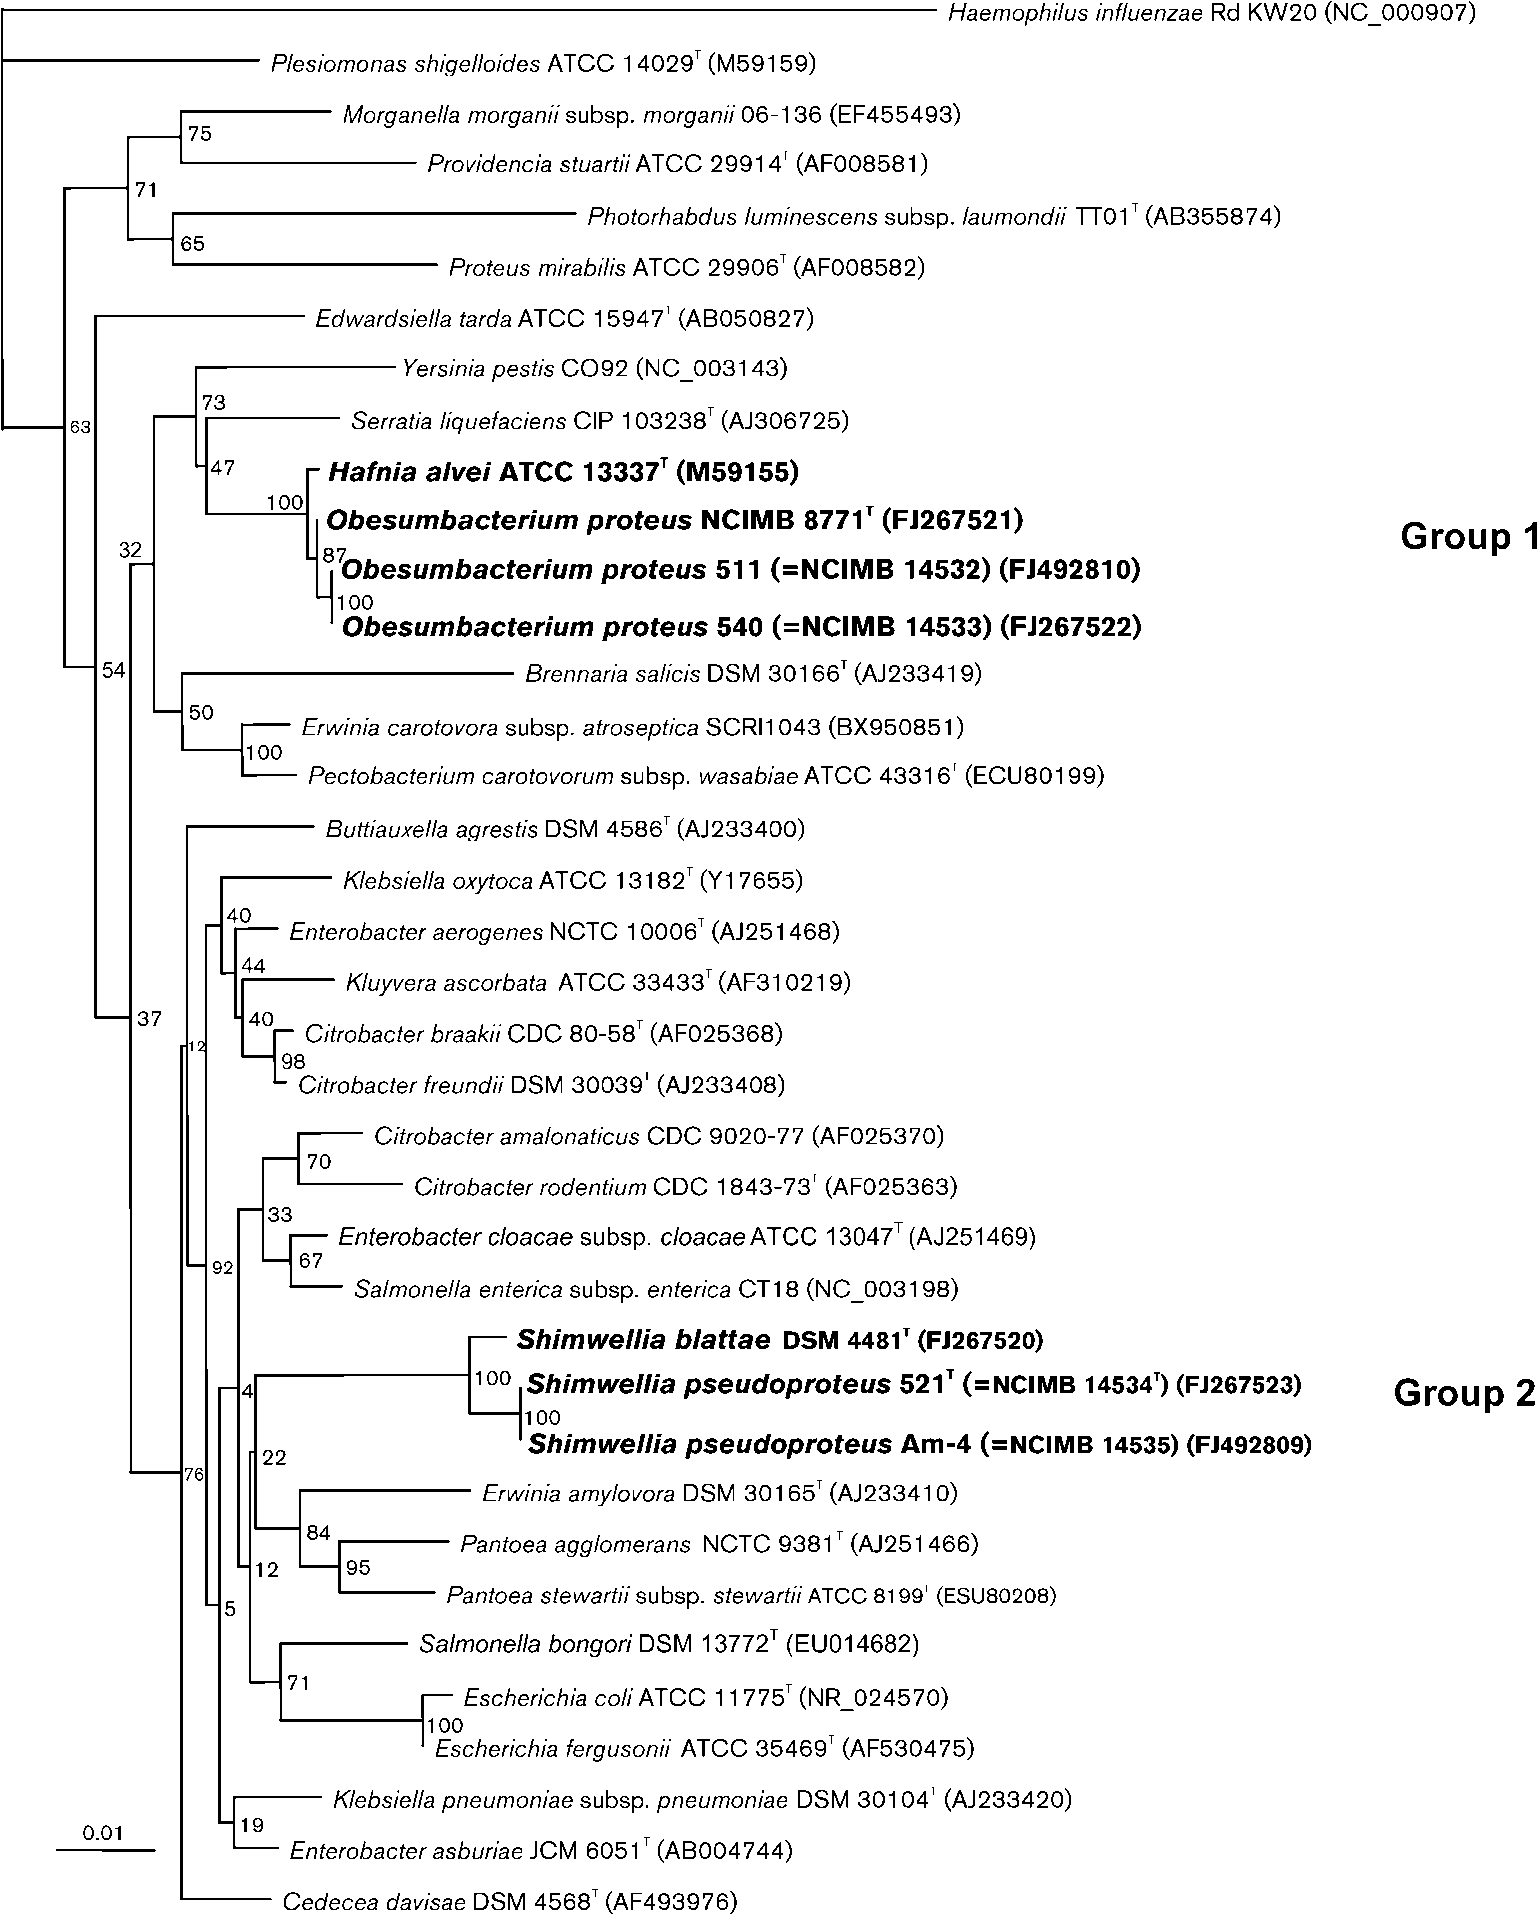 Haemophilus influenzae Rd KW20 (NC_000907)
Plesiomonas shigelloides ATCC 14029ᵀ (M59159)
Morganella morganii subsp. morganii 06-136 (EF455493)
75
Providencia stuartii ATCC 29914ᵀ (AF008581)
71
Photorhabdus luminescens subsp. laumondii TT01ᵀ (AB355874)
65
Proteus mirabilis ATCC 29906ᵀ (AF008582)
Edwardsiella tarda ATCC 15947ᵀ (AB050827)
Yersinia pestis CO92 (NC_003143)
73
Serratia liquefaciens CIP 103238ᵀ (AJ306725)
63
47
Hafnia alvei ATCC 13337ᵀ (M59155)
100
Obesumbacterium proteus NCIMB 8771ᵀ (FJ267521)
Group 1
32
87
Obesumbacterium proteus 511 (=NCIMB 14532) (FJ492810)
100
Obesumbacterium proteus 540 (=NCIMB 14533) (FJ267522)
54
Brennaria salicis DSM 30166ᵀ (AJ233419)
50
Erwinia carotovora subsp. atroseptica SCRI1043 (BX950851)
100
Pectobacterium carotovorum subsp. wasabiae ATCC 43316ᵀ (ECU80199)
Buttiauxella agrestis DSM 4586ᵀ (AJ233400)
Klebsiella oxytoca ATCC 13182ᵀ (Y17655)
40
Enterobacter aerogenes NCTC 10006ᵀ (AJ251468)
44
Kluyvera ascorbata ATCC 33433ᵀ (AF310219)
37
40
Citrobacter braakii CDC 80-58ᵀ (AF025368)
12
98
Citrobacter freundii DSM 30039ᵀ (AJ233408)
Citrobacter amalonaticus CDC 9020-77 (AF025370)
70
Citrobacter rodentium CDC 1843-73ᵀ (AF025363)
33
Enterobacter cloacae subsp. cloacae ATCC 13047ᵀ (AJ251469)
67
92
Salmonella enterica subsp. enterica CT18 (NC_003198)
Shimwellia blattae DSM 4481ᵀ (FJ267520)
100
Shimwellia pseudoproteus 521ᵀ (=NCIMB 14534ᵀ) (FJ267523)
Group 2
4
100
Shimwellia pseudoproteus Am-4 (=NCIMB 14535) (FJ492809)
22
76
Erwinia amylovora DSM 30165ᵀ (AJ233410)
84
Pantoea agglomerans NCTC 9381ᵀ (AJ251466)
95
12
Pantoea stewartii subsp. stewartii ATCC 8199ᵀ (ESU80208)
5
Salmonella bongori DSM 13772ᵀ (EU014682)
71
Escherichia coli ATCC 11775ᵀ (NR_024570)
100
Escherichia fergusonii ATCC 35469ᵀ (AF530475)
Klebsiella pneumoniae subsp. pneumoniae DSM 30104ᵀ (AJ233420)
19
0.01
Enterobacter asburiae JCM 6051ᵀ (AB004744)
Cedecea davisae DSM 4568ᵀ (AF493976)